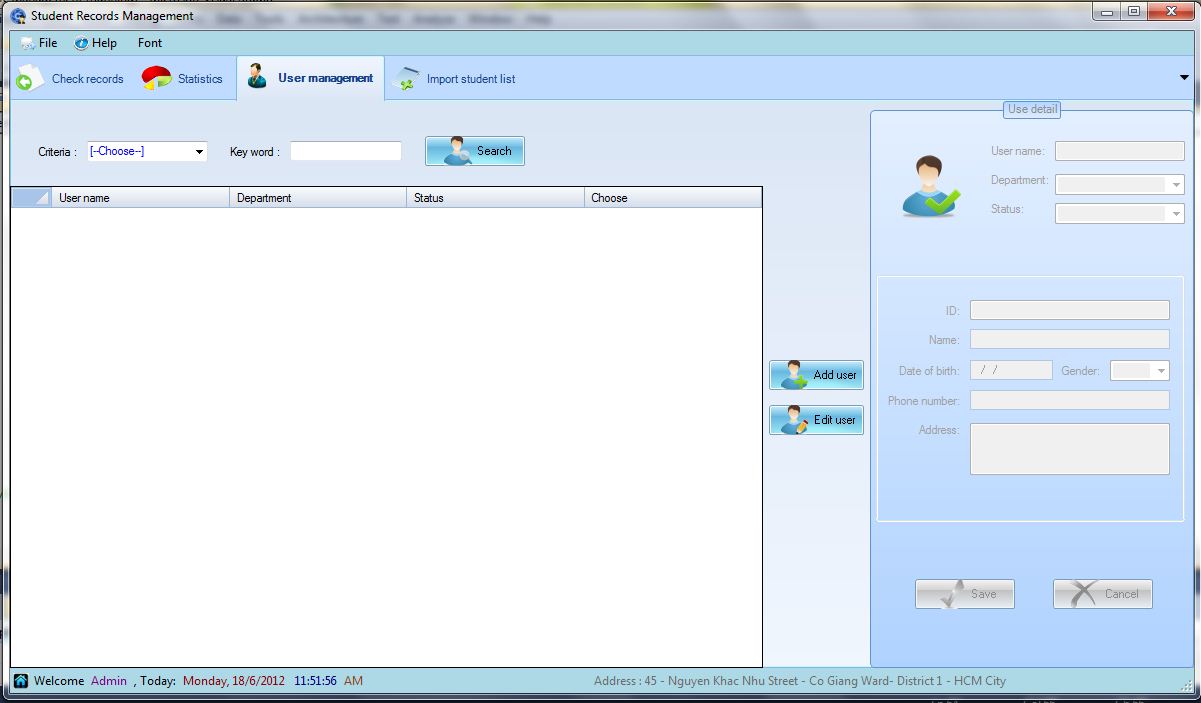 Student Records Management
File Help Font
Check records Statistics User management Import student list
Criteria : [--Choose--] Key word : Search
User name Department Status Choose
Add user
Edit user
Use detail
User name:
Department:
Status:
ID:
Name:
Date of birth: / / Gender:
Phone number:
Address:
Save Cancel
Welcome Admin , Today: Monday, 18/6/2012 11:51:56 AM Address : 45 - Nguyen Khac Nhu Street - Co Giang Ward- District 1 - HCM City